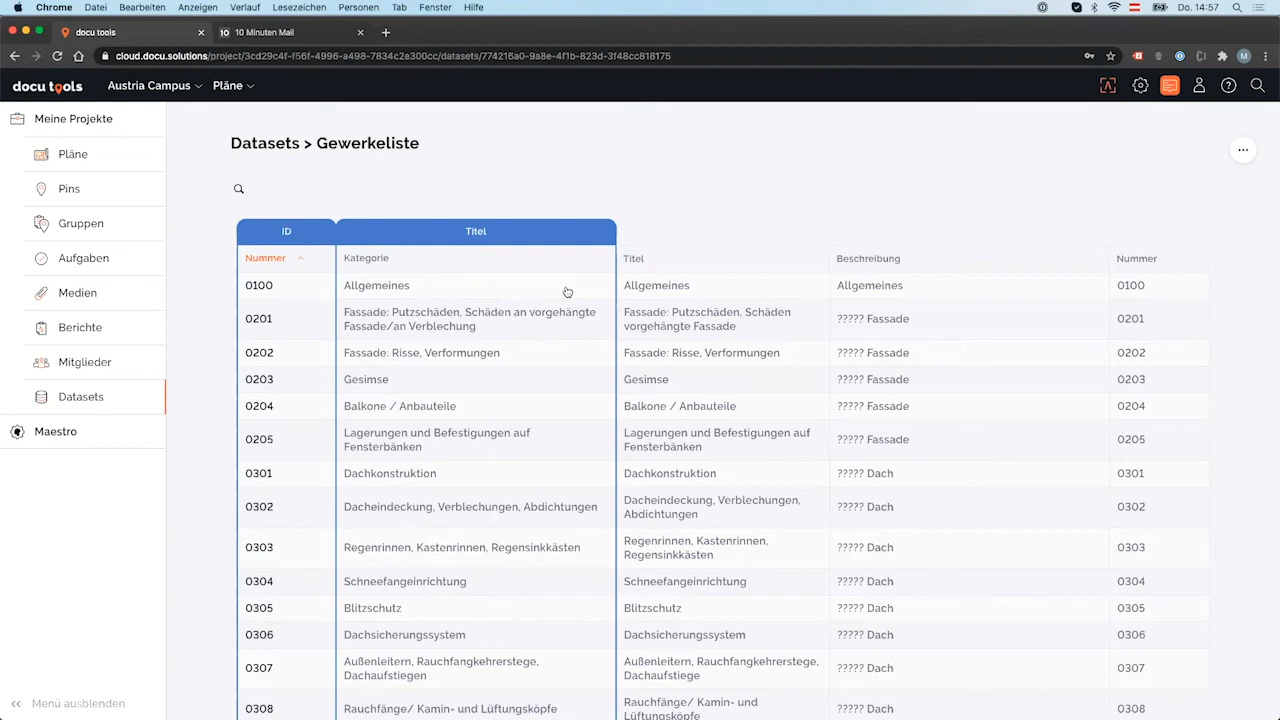 Chrome Datei Bearbeiten Anzeigen Verlauf Lesezeichen Personen Tab Fenster Hilfe Do. 14:57
docu tools 10 10 Minuten Mail
cloud.docu.solutions/project/3cd29c4f-f56f-4996-a498-7834c2e300cc/datasets/774216a0-9a8e-4f1b-823d-3f48cc818175 M
docu tools Austria Campus Pläne
Meine Projekte
Pläne
Pins
Gruppen
Aufgaben
Medien
Berichte
Mitglieder
Datasets
Maestro
Menü ausblenden
Datasets > Gewerkeliste
ID Titel
Nummer Kategorie Titel Beschreibung Nummer
0100 Allgemeines Allgemeines Allgemeines 0100
0201 Fassade: Putzschäden, Schäden an vorgehängte Fassade: Putzschäden, Schäden ????? Fassade 0201
Fassade/an Verblechung vorgehängte Fassade
0202 Fassade: Risse, Verformungen Fassade: Risse, Verformungen ????? Fassade 0202
0203 Gesimse Gesimse ????? Fassade 0203
0204 Balkone / Anbauteile Balkone / Anbauteile ????? Fassade 0204
0205 Lagerungen und Befestigungen auf Lagerungen und Befestigungen auf ????? Fassade 0205
Fensterbänken Fensterbänken
0301 Dachkonstruktion Dachkonstruktion ????? Dach 0301
0302 Dacheindeckung, Verblechungen, Abdichtungen Dacheindeckung, Verblechungen, ????? Dach 0302
Abdichtungen
0303 Regenrinnen, Kastenrinnen, Regensinkkästen Regenrinnen, Kastenrinnen, ????? Dach 0303
Regensinkkästen
0304 Schneefangeinrichtung Schneefangeinrichtung ????? Dach 0304
0305 Blitzschutz Blitzschutz ????? Dach 0305
0306 Dachsicherungssystem Dachsicherungssystem ????? Dach 0306
0307 Außenleitern, Rauchfangkehrerstege, Außenleitern, Rauchfangkehrerstege, ????? Dach 0307
Dachaufstiegen Dachaufstiege
0308 Rauchfänge/ Kamin- und Lüftungsköpfe Rauchfänge/ Kamin- und ????? Dach 0308
Lüftungsköpfe